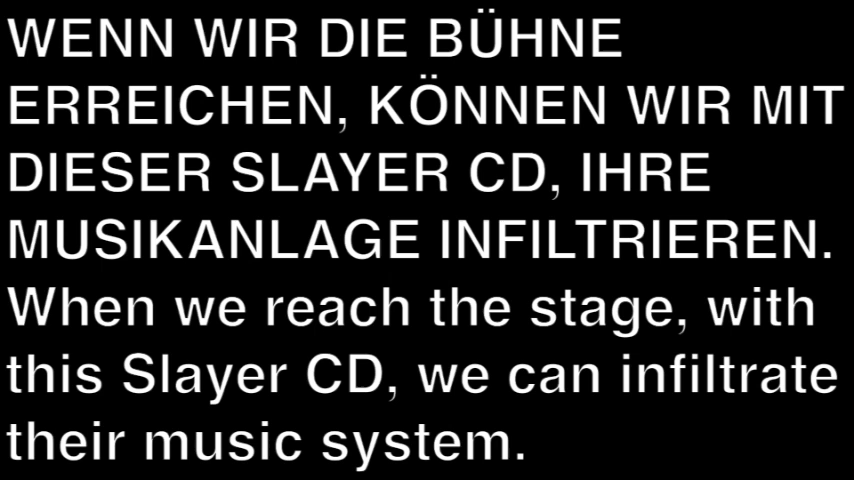 WENN WIR DIE BÜHNE
ERREICHEN, KÖNNEN WIR MIT
DIESER SLAYER CD, IHRE
MUSIKANLAGE INFILTRIEREN.
When we reach the stage, with
this Slayer CD, we can infiltrate
their music system.